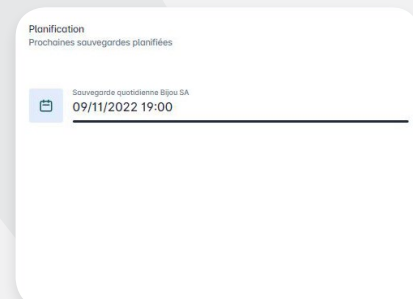 Planification
Prochaines sauvegardes planifiées
Sauvegarde quotidienne Bijou SA
09/11/2022 19:00